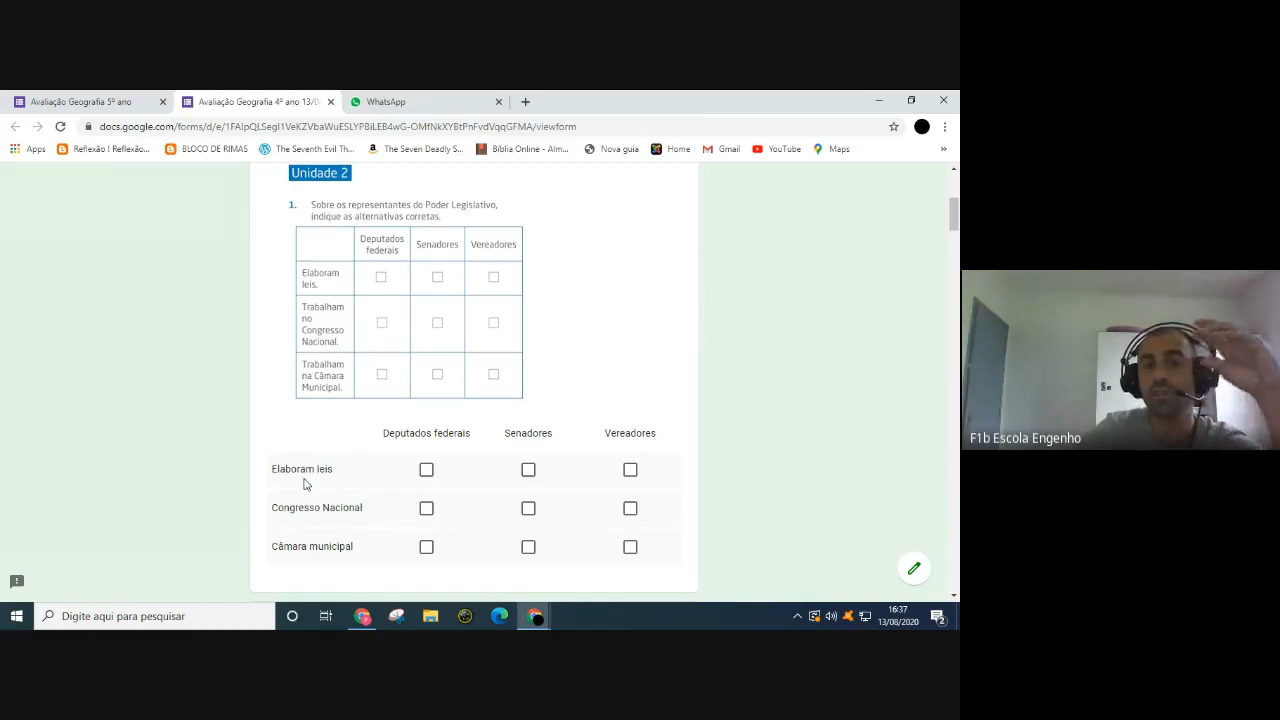 Avaliação Geografia 5º ano
Avaliação Geografia 4º ano 13/0
WhatsApp
docs.google.com/forms/d/e/1FAIpQLSegI1VeKZVbaWuESLYPBiLEB4wG-OMfNkXYBtPnFvdVqqGFMA/viewform
Apps
Reflexão ! Reflexão...
BLOCO DE RIMAS
The Seventh Evil Th...
The Seven Deadly S...
Bíblia Online - Alm...
Nova guia
Home
Gmail
YouTube
Maps
»
Unidade 2
1. Sobre os representantes do Poder Legislativo,
indique as alternativas corretas.
Deputados
federais
Senadores
Vereadores
Elaboram
leis.
Trabalham
no
Congresso
Nacional.
Trabalham
na Câmara
Municipal.
Deputados federais Senadores Vereadores
Elaboram leis
Congresso Nacional
Câmara municipal
F1b Escola Engenho
Digite aqui para pesquisar
16:37
13/08/2020
2